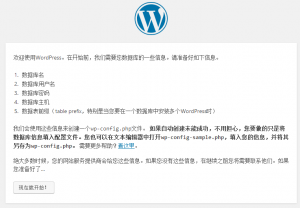 欢迎使用WordPress。在开始前，我们需要您数据库的一些信息。请准备好如下信息。
1. 数据库名
2. 数据库用户名
3. 数据库密码
4. 数据库主机
5. 数据表前缀（table prefix，特别是当您要在一个数据库中安装多个WordPress时）
我们会使用这些信息来创建一个wp-config.php文件。如果自动创建未能成功，不用担心，您要做的只是将
数据库信息填入配置文件。您也可以在文本编辑器中打开wp-config-sample.php，填入您的信息，并将其
另存为wp-config.php。需要更多帮助？看这里。
绝大多数时候，您的网站服务提供商会给您这些信息。如果您没有这些信息，在继续之前您将需要联系他们。如果
您准备好了…
现在就开始！